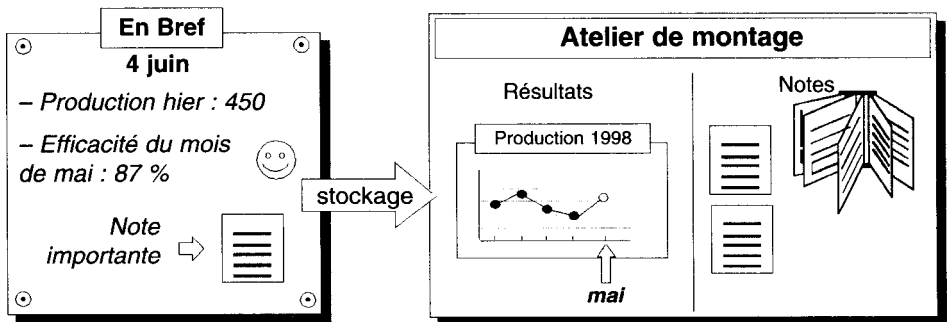 En Bref
4 juin
– Production hier : 450
– Efficacité du mois
de mai : 87 %
Note
importante
stockage
Atelier de montage
Résultats
Production 1998
mai
Notes